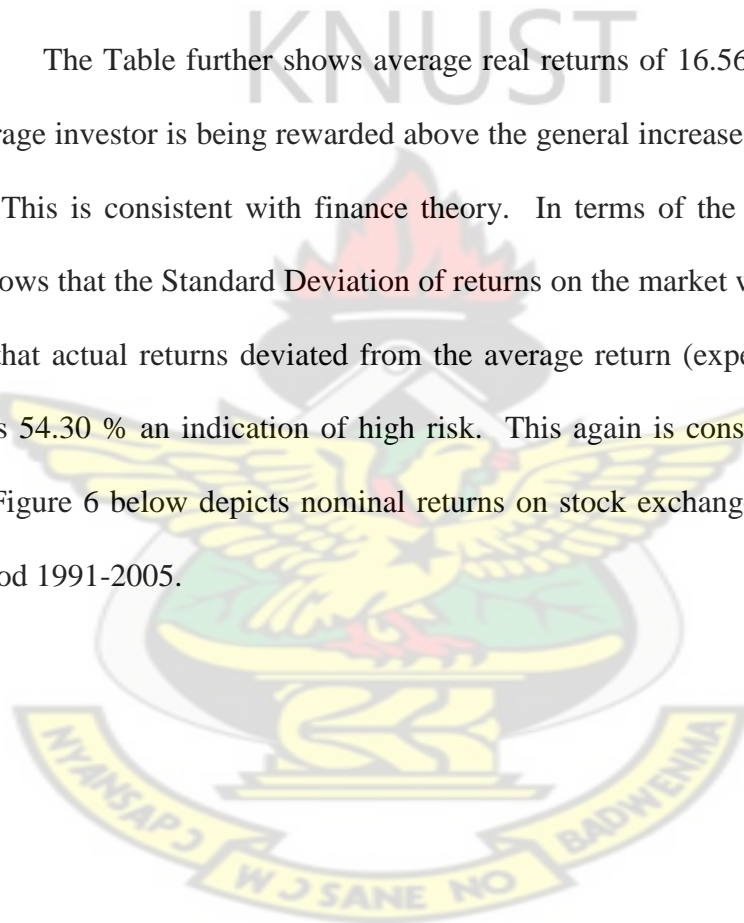 KNUST
The Table further shows average real returns of 16.56
rage investor is being rewarded above the general increase
This is consistent with finance theory. In terms of the
ows that the Standard Deviation of returns on the market
that actual returns deviated from the average return (expe
s 54.30 % an indication of high risk. This again is cons
Figure 6 below depicts nominal returns on stock exchang
od 1991-2005.
NYANSAPƆ
WƆSANE NO
BADWENMA